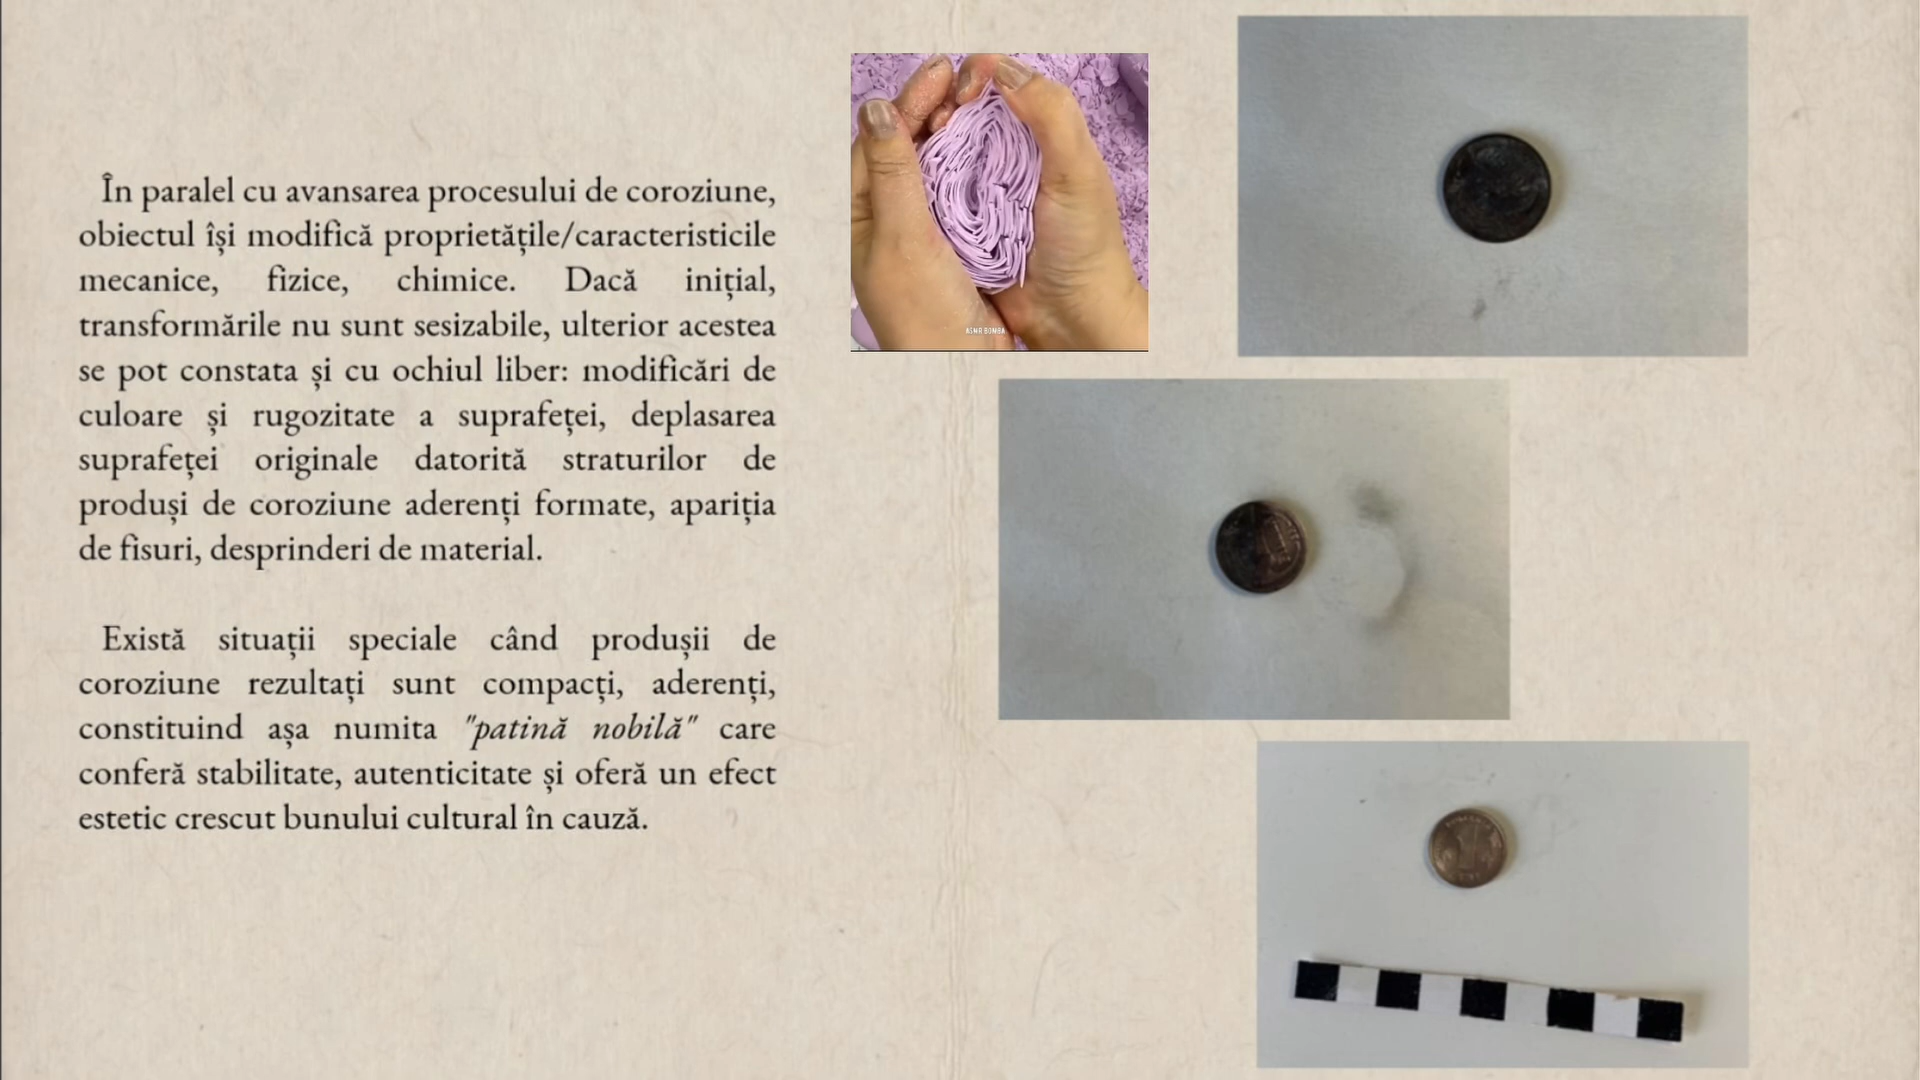 În paralel cu avansarea procesului de coroziune,
obiectul își modifică proprietățile/caracteristicile
mecanice, fizice, chimice. Dacă inițial,
transformările nu sunt sesizabile, ulterior acestea
se pot constata și cu ochiul liber: modificări de
culoare și rugozitate a suprafeței, deplasarea
suprafeței originale datorită straturilor de
produși de coroziune aderenți formate, apariția
de fisuri, desprinderi de material.
Există situații speciale când produșii de
coroziune rezultați sunt compacți, aderenți,
constituind așa numita "patină nobilă" care
conferă stabilitate, autenticitate și oferă un efect
estetic crescut bunului cultural în cauză.
ASMR BOMBA
1